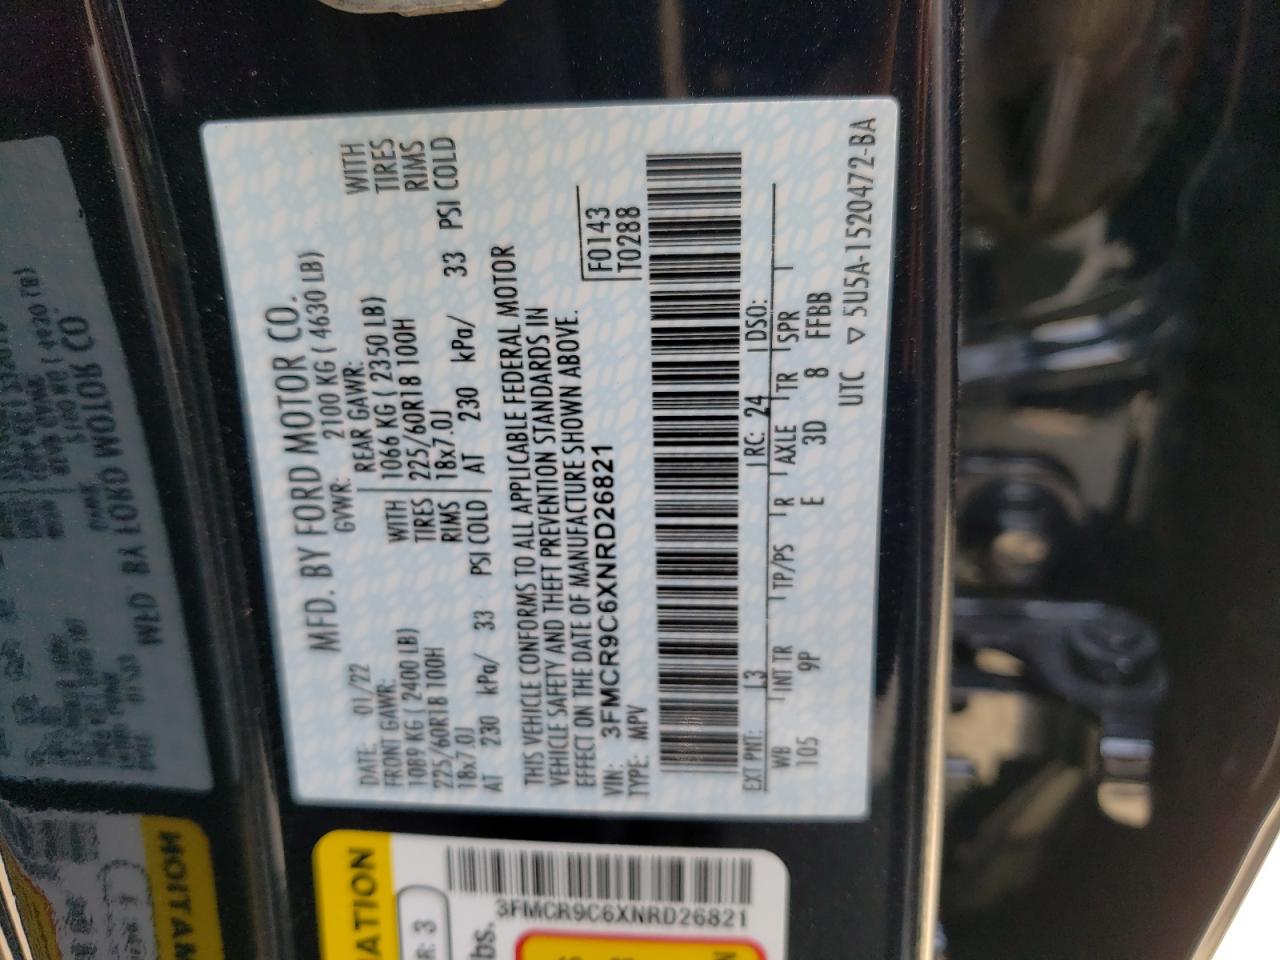 MFD. BY FORD MOTOR CO.
DATE: 01/22 GVWR: 2100 KG ( 4630 LB)
FRONT GAWR: REAR GAWR:
1089 KG ( 2400 LB) WITH 1066 KG ( 2350 LB) WITH
225/60R18 100H TIRES 225/60R18 100H TIRES
18x7.0J RIMS 18x7.0J RIMS
AT 230 kPa/ 33 PSI COLD AT 230 kPa/ 33 PSI COLD
THIS VEHICLE CONFORMS TO ALL APPLICABLE FEDERAL MOTOR
VEHICLE SAFETY AND THEFT PREVENTION STANDARDS IN
EFFECT ON THE DATE OF MANUFACTURE SHOWN ABOVE.
VIN: 3FMCR9C6XNRD26821 F0143
TYPE: MPV T0288
EXT PNT: L3 RC: 24 DSO:
WB INT TR TP/PS R AXLE TR SPR
105 9P E 3D 8 FFBB
UTC ▽ 5U5A-1520472-BA
ATION
R: 3
bs.
3FMCR9C6XNRD26821